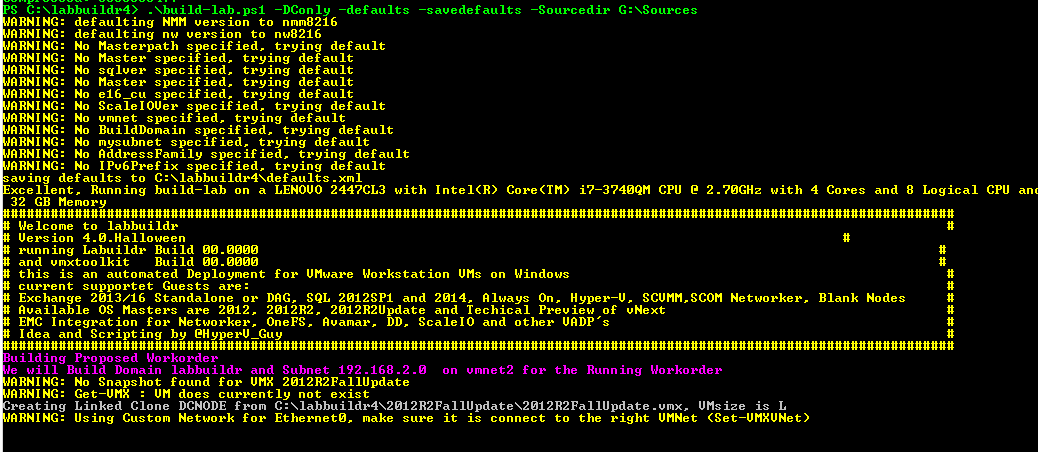 PS C:\labbuildr4> .\build-lab.ps1 -DConly -defaults -savedefaults -Sourcedir G:\Sources
WARNING: defaulting NMM version to nmm8216
WARNING: defaulting nw version to nw8216
WARNING: No Masterpath specified, trying default
WARNING: No Master specified, trying default
WARNING: No sqlver specified, trying default
WARNING: No Master specified, trying default
WARNING: No e16_cu specified, trying default
WARNING: No ScaleIOVer specified, trying default
WARNING: No vmnet specified, trying default
WARNING: No BuildDomain specified, trying default
WARNING: No mysubnet specified, trying default
WARNING: No AddressFamily specified, trying default
WARNING: No IPv6Prefix specified, trying default
saving defaults to C:\labbuildr4\defaults.xml
Excellent, Running build-lab on a LENOVO 2447CL3 with Intel(R) Core(TM) i7-3740QM CPU @ 2.70GHz with 4 Cores and 8 Logical CPU and
32 GB Memory
#######################################################################################################################
# Welcome to labbuildr #
# Version 4.0.Halloween #
# running Labuildr Build 00.0000 #
# and vmxtoolkit Build 00.0000 #
# this is an automated Deployment for VMware Workstation VMs on Windows #
# current supportet Guests are: #
# Exchange 2013/16 Standalone or DAG, SQL 2012SP1 and 2014, Always On, Hyper-V, SCVMM,SCOM Networker, Blank Nodes #
# Available OS Masters are 2012, 2012R2, 2012R2Update and Techical Preview of vNext #
# EMC Integration for Networker, OneFS, Avamar, DD, ScaleIO and other VADP´s #
# Idea and Scripting by @HyperV_Guy #
#######################################################################################################################
Building Proposed Workorder
We will Build Domain labbuildr and Subnet 192.168.2.0 on vmnet2 for the Running Workorder
WARNING: No Snapshot found for VMX 2012R2FallUpdate
WARNING: Get-VMX : VM does currently not exist
Creating Linked Clone DCNODE from C:\labbuildr4\2012R2FallUpdate\2012R2FallUpdate.vmx, VMsize is L
WARNING: Using Custom Network for Ethernet0, make sure it is connect to the right VMNet (Set-VMXVNet)